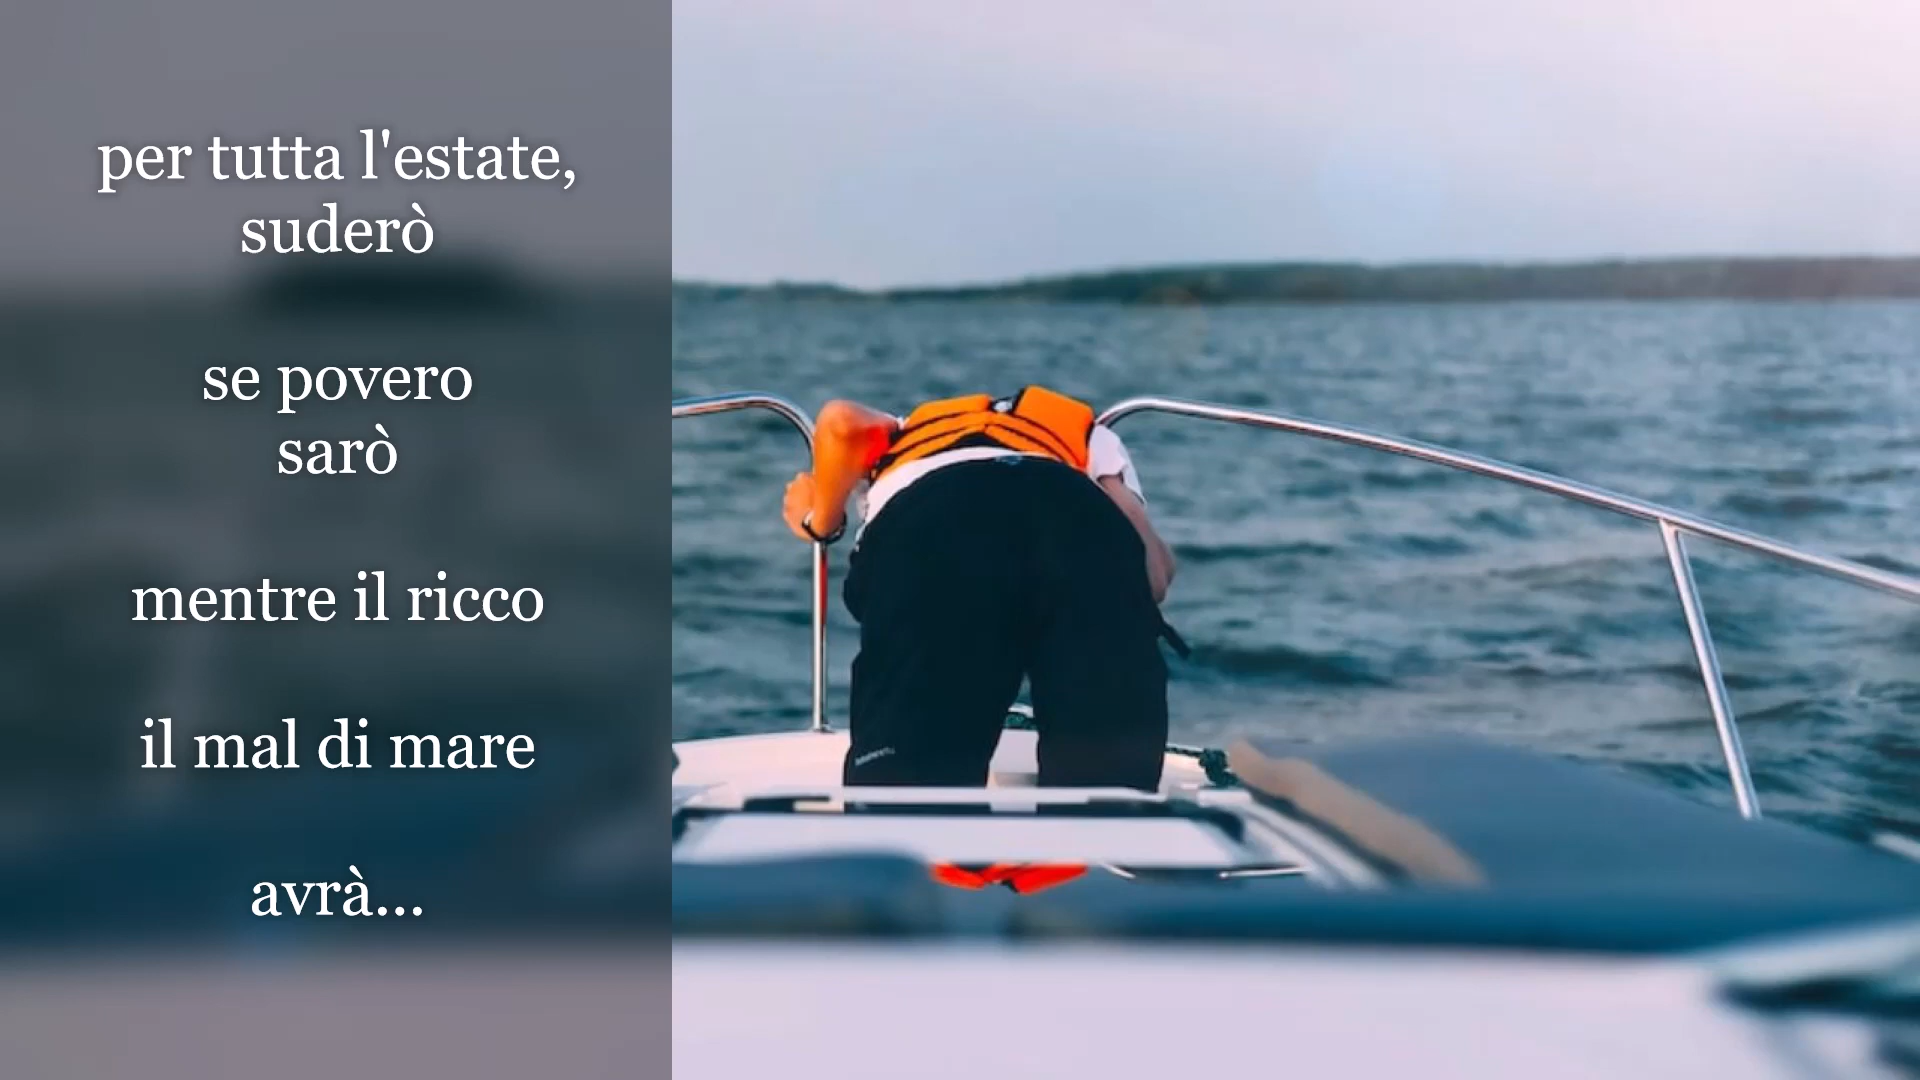 per tutta l'estate,
suderò
se povero
sarò
mentre il ricco
il mal di mare
avrà...